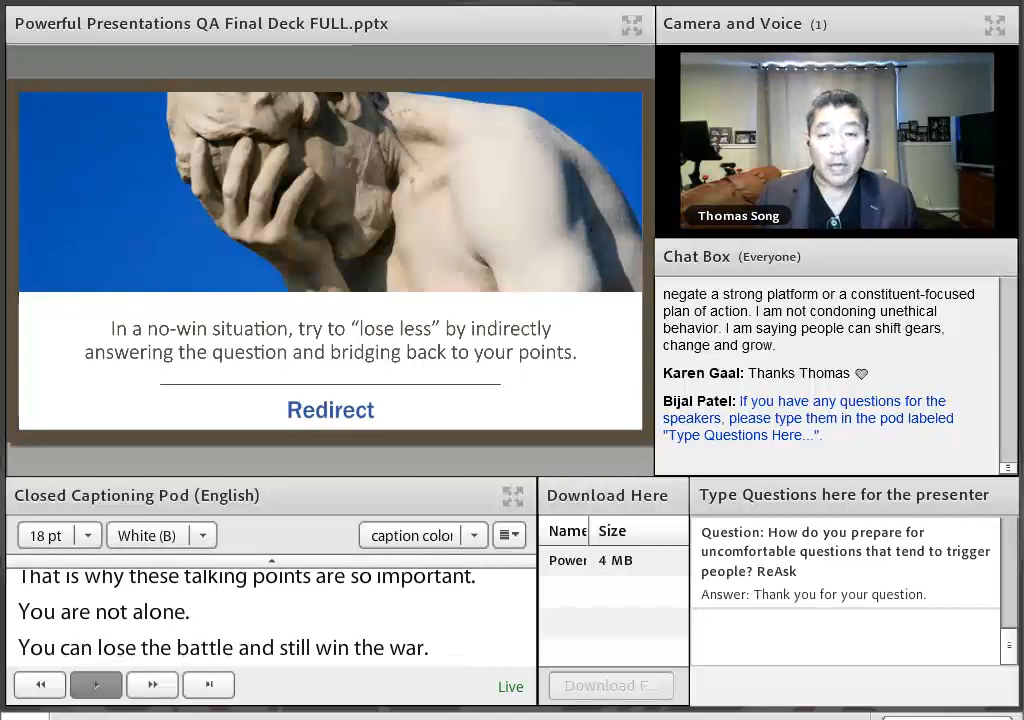 Powerful Presentations QA Final Deck FULL.pptx
In a no-win situation, try to “lose less” by indirectly
answering the question and bridging back to your points.
Redirect
Camera and Voice (1)
Thomas Song
Chat Box (Everyone)
negate a strong platform or a constituent-focused
plan of action. I am not condoning unethical
behavior. I am saying people can shift gears,
change and grow.
Karen Gaal: Thanks Thomas
Bijal Patel: If you have any questions for the
speakers, please type them in the pod labeled
"Type Questions Here...".
Closed Captioning Pod (English)
18 pt
White (B)
caption color
That is why these talking points are so important.
You are not alone.
You can lose the battle and still win the war.
Live
Download Here
Name Size
Power 4 MB
Download F...
Type Questions here for the presenter
Question: How do you prepare for
uncomfortable questions that tend to trigger
people? ReAsk
Answer: Thank you for your question.